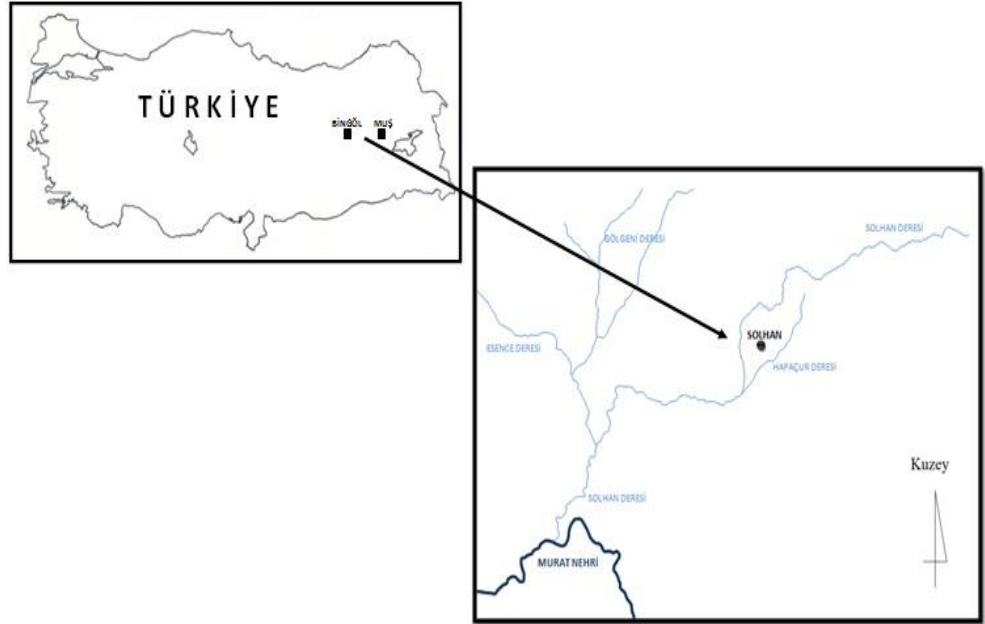 TÜRKİYE
BİNGÖL MUŞ
SOLHAN DERESİ
GÖLGENİ DERESİ
SOLHAN
ESENCE DERESİ
HAPAÇUR DERESİ
Kuzey
SOLHAN DERESİ
MURAT NEHRİ